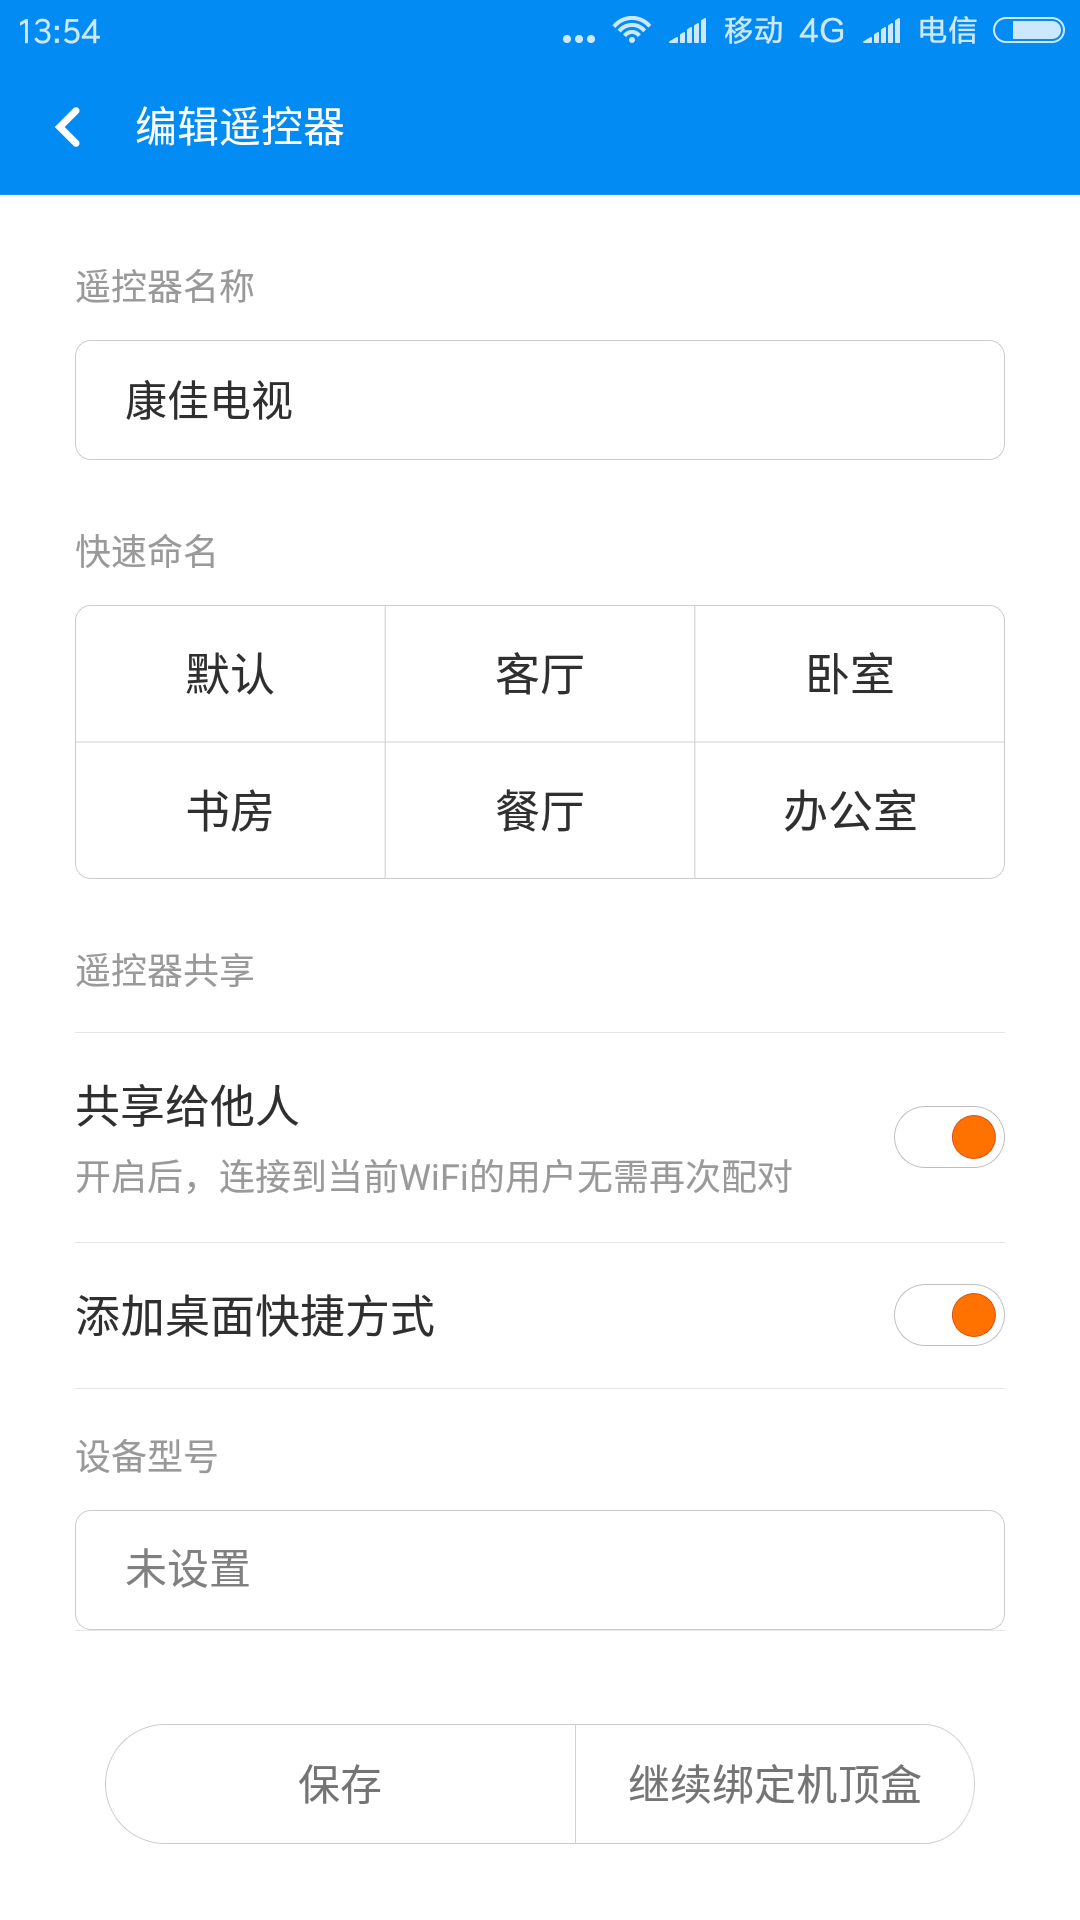 13:54 ... 移动 4G 电信
编辑遥控器
遥控器名称
康佳电视
快速命名
默认 客厅 卧室
书房 餐厅 办公室
遥控器共享
共享给他人
开启后，连接到当前WiFi的用户无需再次配对
添加桌面快捷方式
设备型号
未设置
保存 继续绑定机顶盒